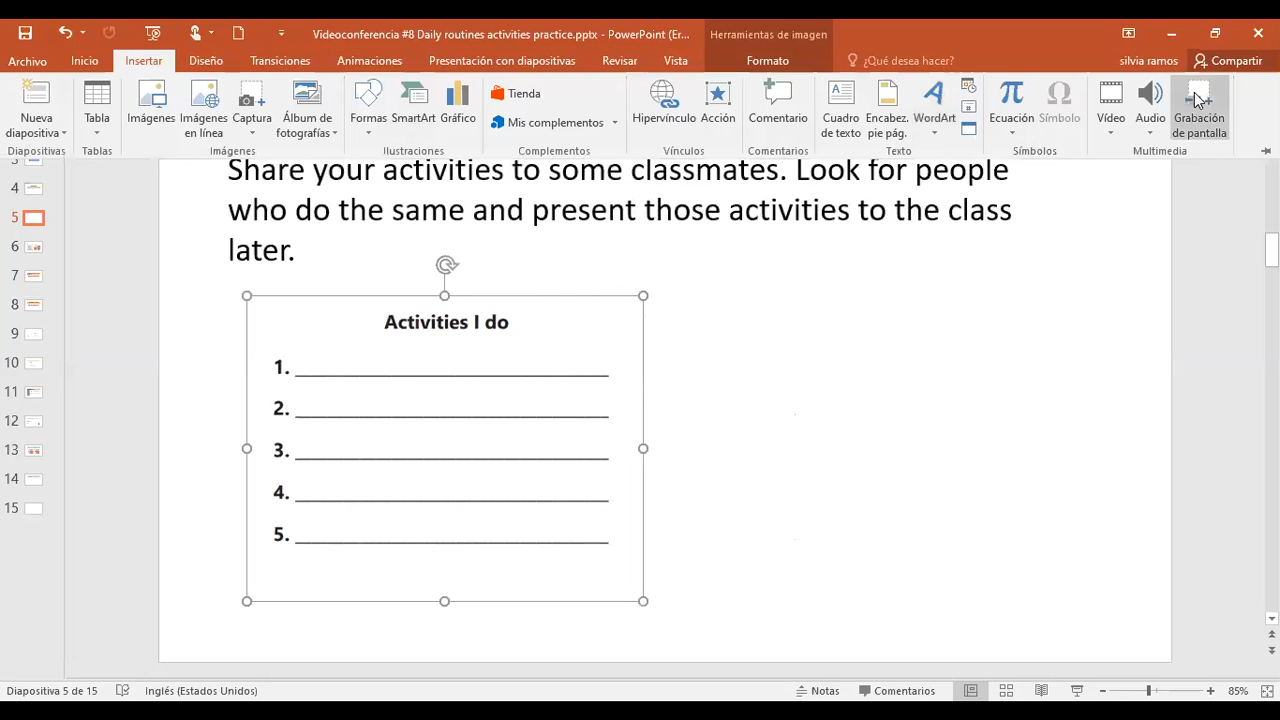 Videoconferencia #8 Daily routines activities practice.pptx - PowerPoint (Er...
Herramientas de imagen
Archivo
Inicio
Insertar
Diseño
Transiciones
Animaciones
Presentación con diapositivas
Revisar
Vista
Formato
¿Qué desea hacer?
silvia ramos
Compartir
Nueva
diapositiva
Tabla
Imágenes
Imágenes
en línea
Captura
Álbum de
fotografías
Formas
SmartArt
Gráfico
Tienda
Mis complementos
Hipervínculo
Acción
Comentario
Cuadro
de texto
Encabez.
pie pág.
WordArt
Ecuación
Símbolo
Vídeo
Audio
Grabación
de pantalla
Diapositivas
Tablas
Imágenes
Ilustraciones
Complementos
Vínculos
Comentarios
Texto
Símbolos
Multimedia
4
5
6
7
8
9
10
11
12
13
14
15
Share your activities to some classmates. Look for people
who do the same and present those activities to the class
later.
Activities I do
1. ______________________________
2. ______________________________
3. ______________________________
4. ______________________________
5. ______________________________
Diapositiva 5 de 15
Inglés (Estados Unidos)
Notas
Comentarios
85%